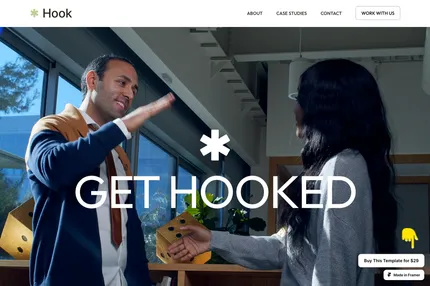 Hook
ABOUT
CASE STUDIES
CONTACT
WORK WITH US
GET HOOKED
Buy This Template for $29
Made in Framer